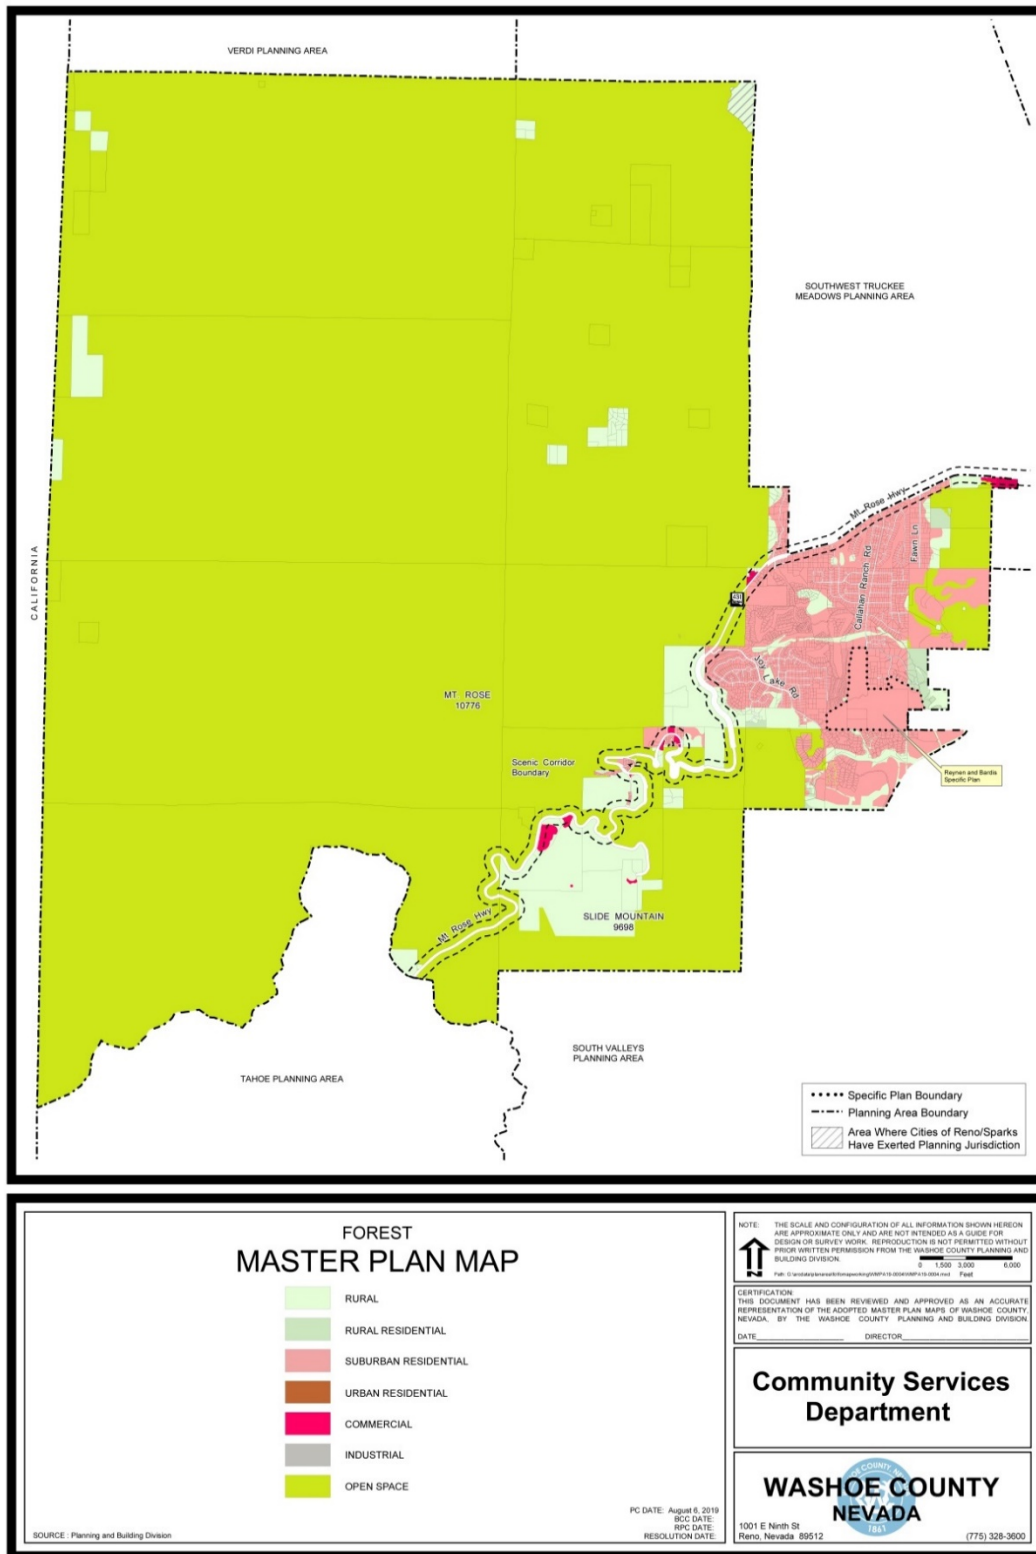 VERDI PLANNING AREA
SOUTHWEST TRUCKEE
MEADOWS PLANNING AREA
CALIFORNIA
Mt Rose Hwy
Fawn Ln
Callahan Ranch Rd
431
Joy Lake Rd
MT ROSE
10776
Scenic Corridor
Boundary
Reynen and Bardis
Specific Plan
SLIDE MOUNTAIN
9698
Mt Rose Hwy
SOUTH VALLEYS
PLANNING AREA
TAHOE PLANNING AREA
Specific Plan Boundary
Planning Area Boundary
Area Where Cities of Reno/Sparks
Have Exerted Planning Jurisdiction
FOREST
MASTER PLAN MAP
RURAL
RURAL RESIDENTIAL
SUBURBAN RESIDENTIAL
URBAN RESIDENTIAL
COMMERCIAL
INDUSTRIAL
OPEN SPACE
PC DATE: August 6, 2019
BCC DATE:
RPC DATE:
RESOLUTION DATE:
SOURCE : Planning and Building Division
NOTE: THE SCALE AND CONFIGURATION OF ALL INFORMATION SHOWN HEREON
ARE APPROXIMATE ONLY AND ARE NOT INTENDED AS A GUIDE FOR
DESIGN OR SURVEY WORK. REPRODUCTION IS NOT PERMITTED WITHOUT
PRIOR WRITTEN PERMISSION FROM THE WASHOE COUNTY PLANNING AND
BUILDING DIVISION.
0 1,500 3,000 6,000
Feet
N
CERTIFICATION:
THIS DOCUMENT HAS BEEN REVIEWED AND APPROVED AS AN ACCURATE
REPRESENTATION OF THE ADOPTED MASTER PLAN MAPS OF WASHOE COUNTY,
NEVADA, BY THE WASHOE COUNTY PLANNING AND BUILDING DIVISION.
DATE____________________ DIRECTOR____________________
Community Services
Department
WASHOE COUNTY
NEVADA
1861
1001 E Ninth St
Reno, Nevada 89512
(775) 328-3600